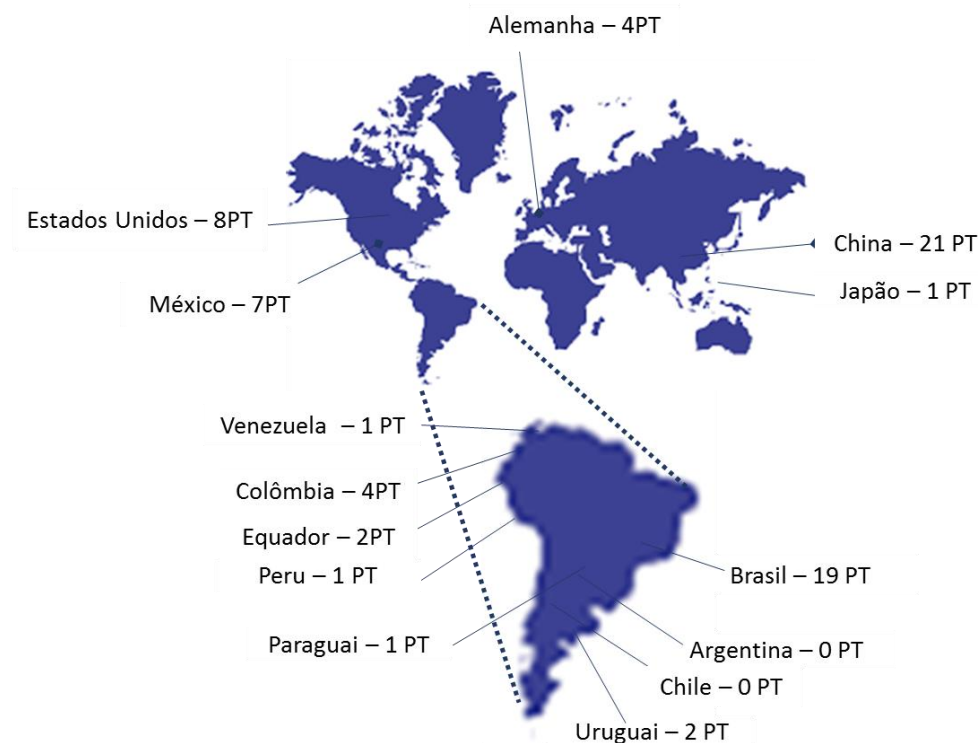 Alemanha – 4PT
Estados Unidos – 8PT
China – 21 PT
Japão – 1 PT
México – 7PT
Venezuela – 1 PT
Colômbia – 4PT
Equador – 2PT
Peru – 1 PT
Brasil – 19 PT
Paraguai – 1 PT
Argentina – 0 PT
Chile – 0 PT
Uruguai – 2 PT